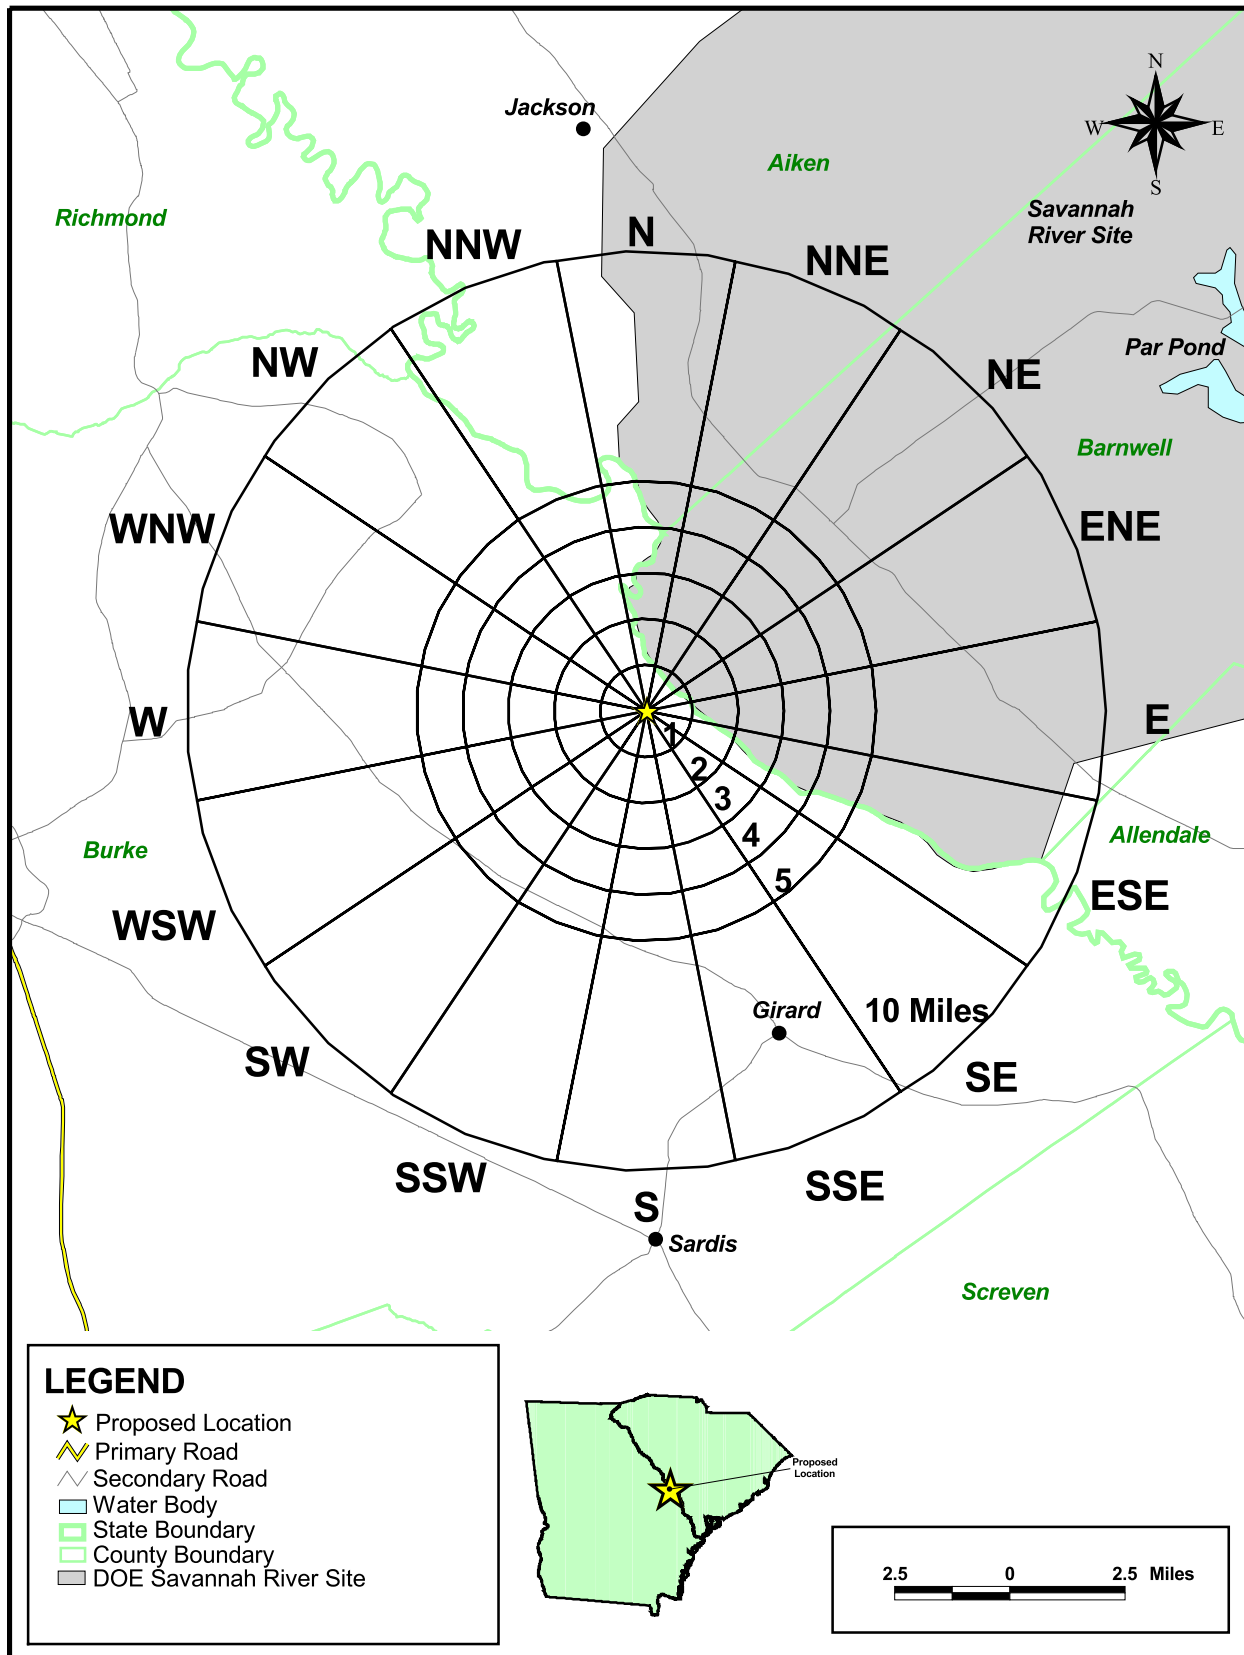 N
W
E
S
Jackson
Aiken
Savannah
River Site
Richmond
NNW
N
NNE
NW
NE
Par Pond
Barnwell
WNW
ENE
W
E
1
2
3
4
5
Burke
Allendale
WSW
ESE
Girard
10 Miles
SW
SE
SSW
S
SSE
Sardis
Screven
LEGEND
Proposed Location
Primary Road
Secondary Road
Water Body
State Boundary
County Boundary
DOE Savannah River Site
Proposed
Location
2.5 0 2.5 Miles